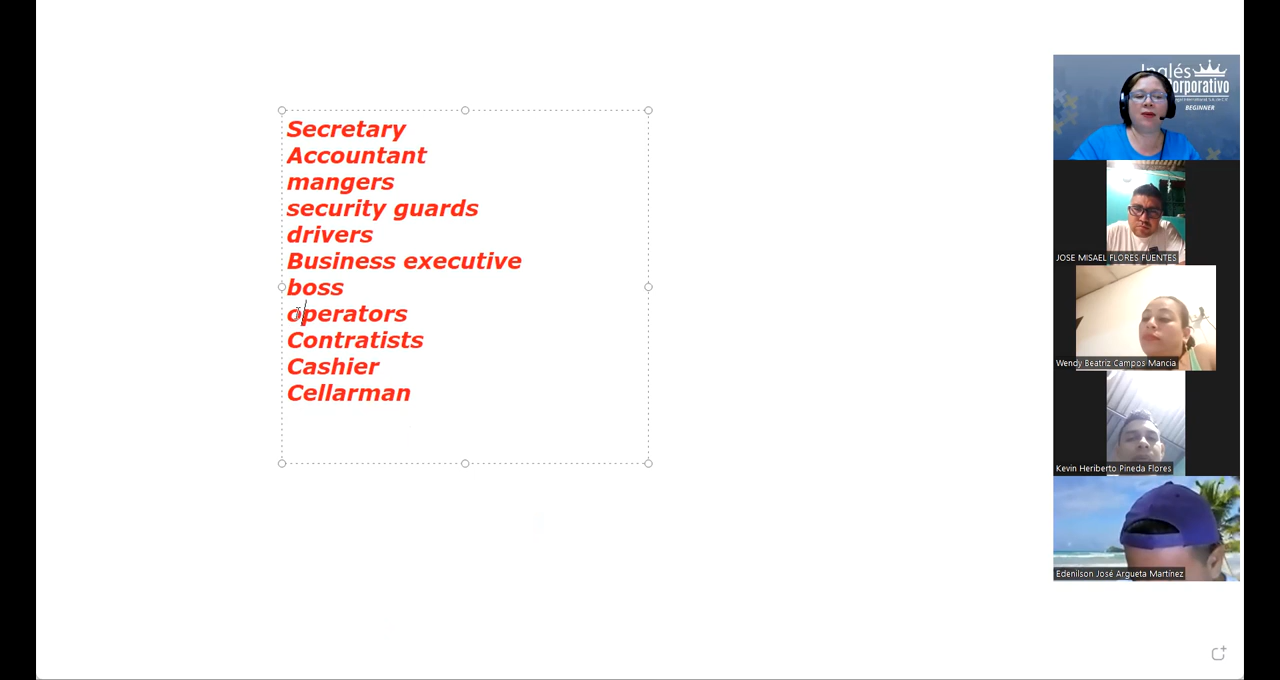 Secretary
Accountant
mangers
security guards
drivers
Business executive
boss
operators
Contratists
Cashier
Cellarman
Inglés
Corporativo
BEGINNER
JOSE MISAEL FLORES FUENTES
Wendy Beatriz Campos Mancia
Kevin Heriberto Pineda Flores
Edenilson José Argueta Martínez